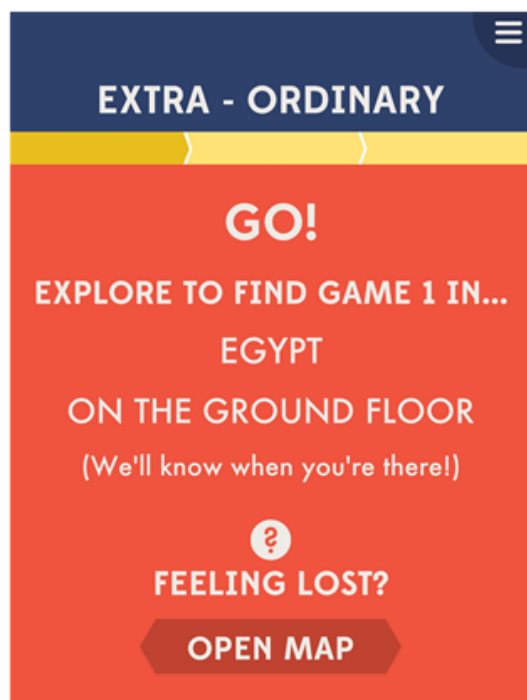 EXTRA - ORDINARY
GO!
EXPLORE TO FIND GAME 1 IN...
EGYPT
ON THE GROUND FLOOR
(We'll know when you're there!)
?
FEELING LOST?
OPEN MAP